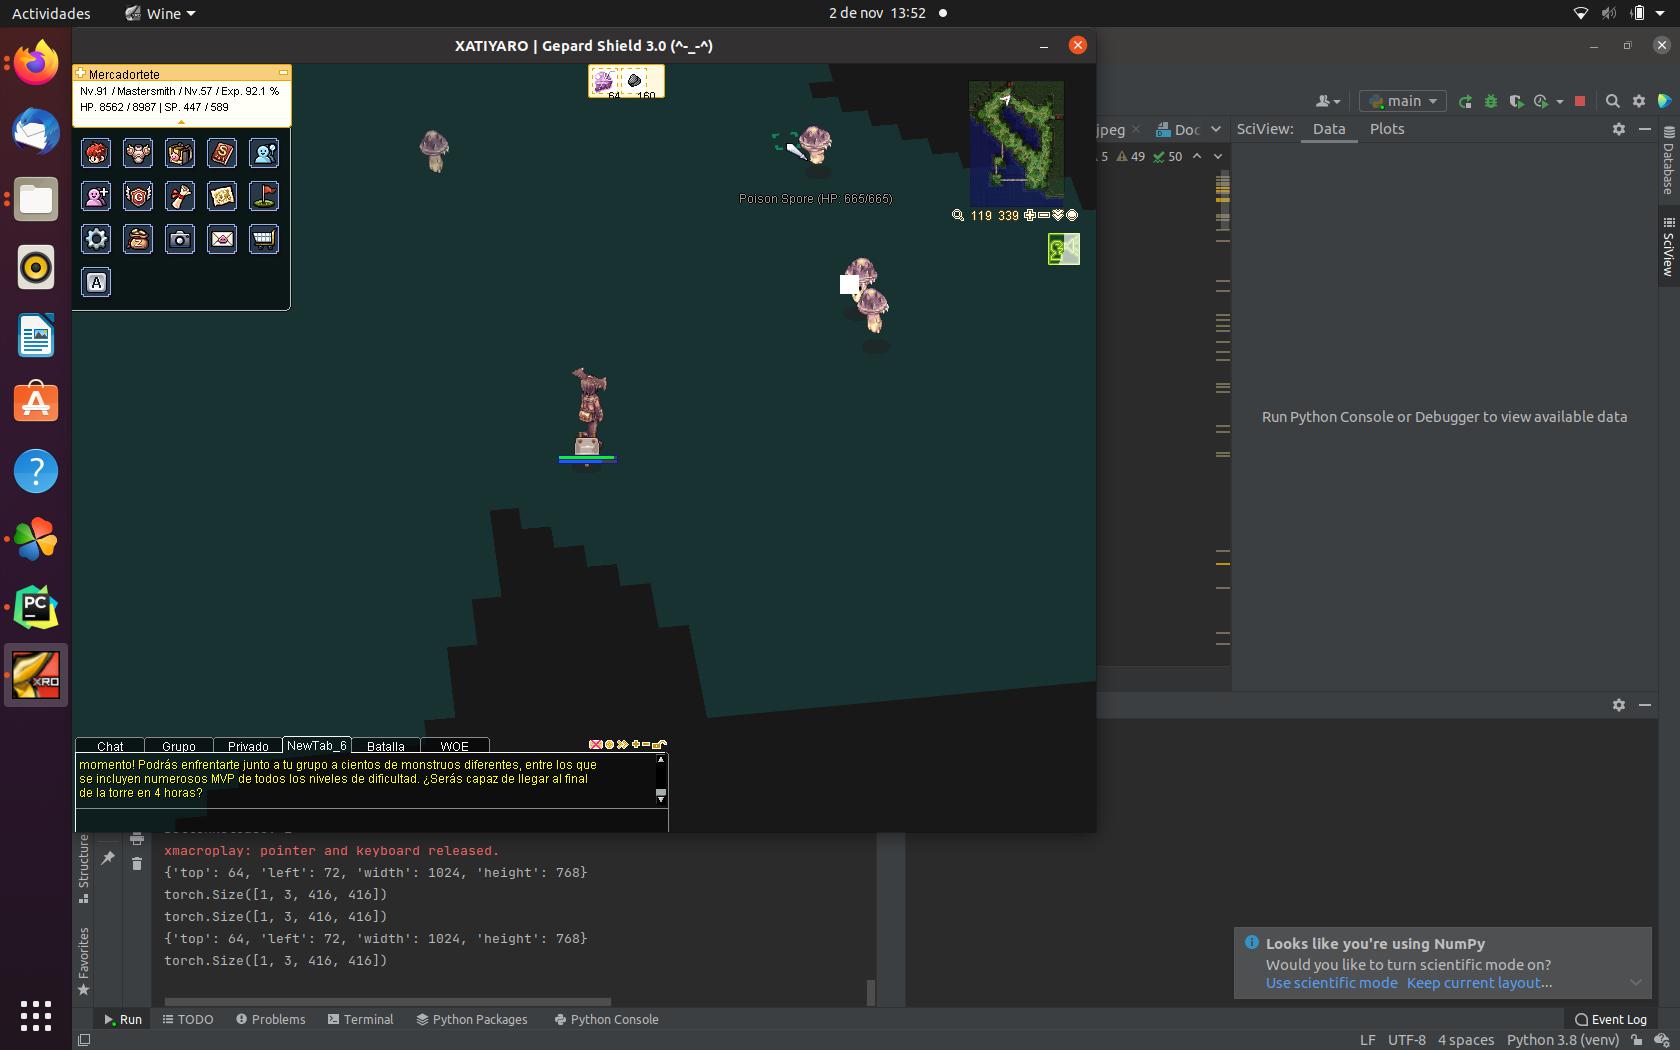 Actividades
Wine
2 de nov 13:52
XATIYARO | Gepard Shield 3.0 (^-_-^)
Mercadortete
Nv.91 / Mastersmith / Nv.57 / Exp. 92.1 %
HP. 8562 / 8987 | SP. 447 / 589
64 160
Poison Spore (HP: 665/665)
119 339
A
Chat
Grupo
Privado
NewTab_6
Batalla
WOE
momento! Podrás enfrentarte junto a tu grupo a cientos de monstruos diferentes, entre los que
se incluyen numerosos MVP de todos los niveles de dificultad. ¿Serás capaz de llegar al final
de la torre en 4 horas?
main
jpeg
Doc
SciView:
Data
Plots
5 49 50
Database
SciView
Run Python Console or Debugger to view available data
PC
XRO
Structure
Favorites
xmacroplay: pointer and keyboard released.
{'top': 64, 'left': 72, 'width': 1024, 'height': 768}
torch.Size([1, 3, 416, 416])
torch.Size([1, 3, 416, 416])
{'top': 64, 'left': 72, 'width': 1024, 'height': 768}
torch.Size([1, 3, 416, 416])
Looks like you're using NumPy
Would you like to turn scientific mode on?
Use scientific mode Keep current layout...
Run
TODO
Problems
Terminal
Python Packages
Python Console
Event Log
LF UTF-8 4 spaces Python 3.8 (venv)